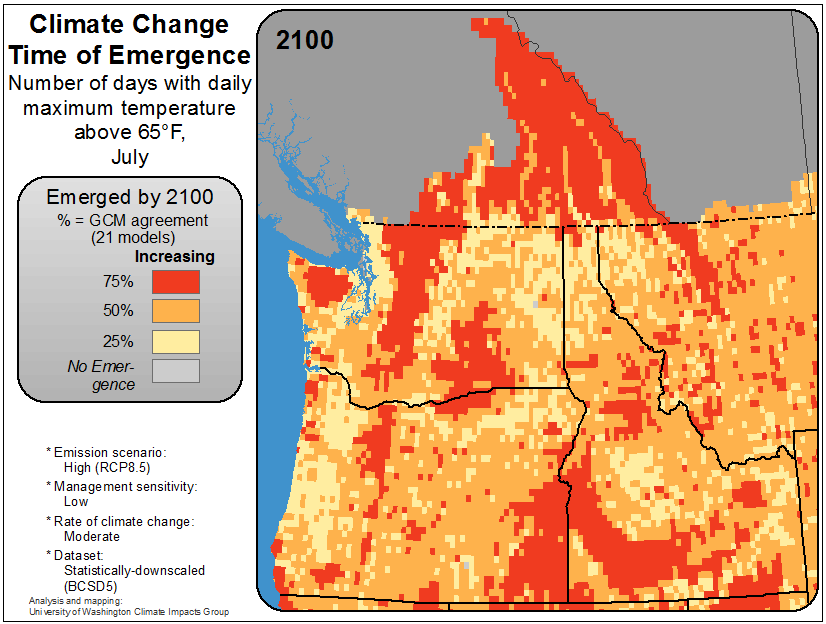 Climate Change
Time of Emergence
Number of days with daily
maximum temperature
above 65°F,
July
2100
Emerged by 2100
% = GCM agreement
(21 models)
Increasing
75%
50%
25%
No Emer-
gence
* Emission scenario:
High (RCP8.5)
* Management sensitivity:
Low
* Rate of climate change:
Moderate
* Dataset:
Statistically-downscaled
(BCSD5)
Analysis and mapping:
University of Washington Climate Impacts Group